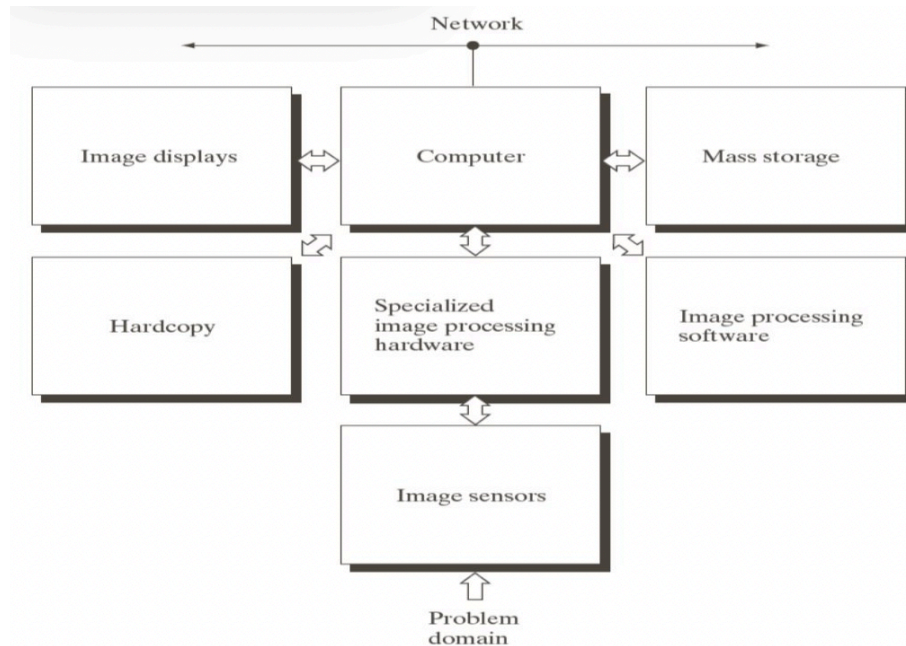 Network
Image displays
Computer
Mass storage
Hardcopy
Specialized
image processing
hardware
Image processing
software
Image sensors
Problem
domain